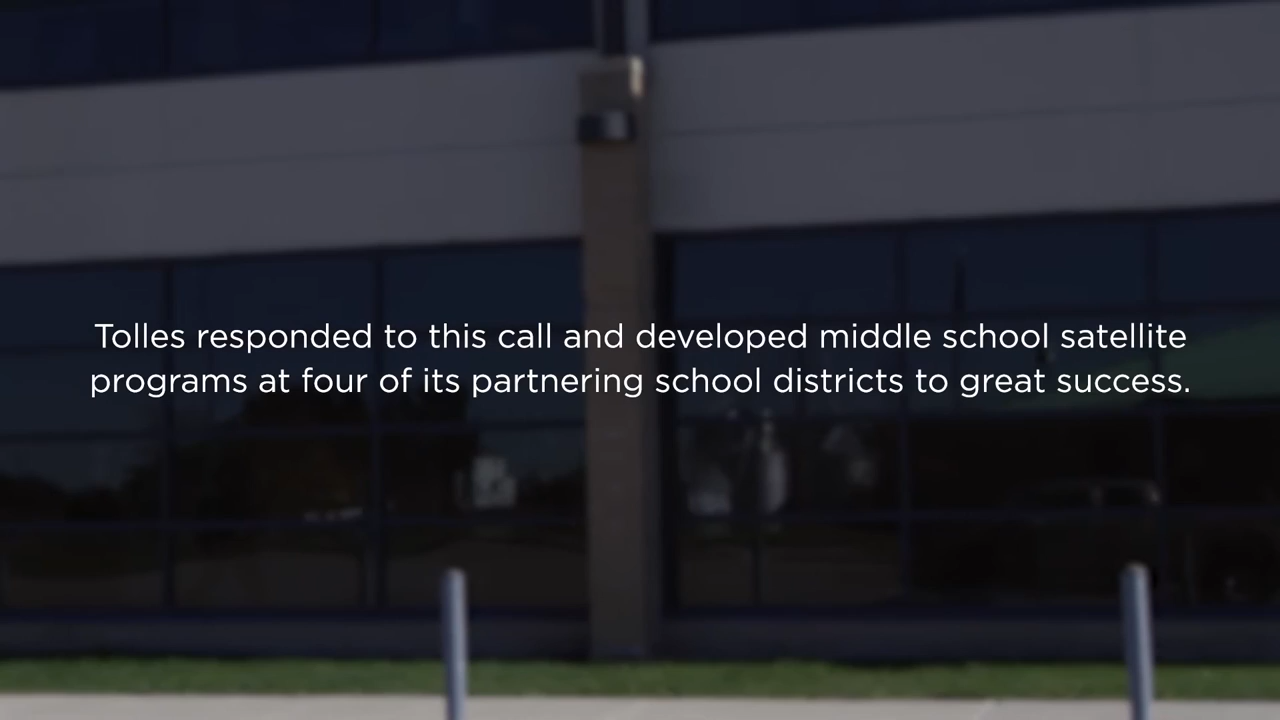 Tolles responded to this call and developed middle school satellite
programs at four of its partnering school districts to great success.